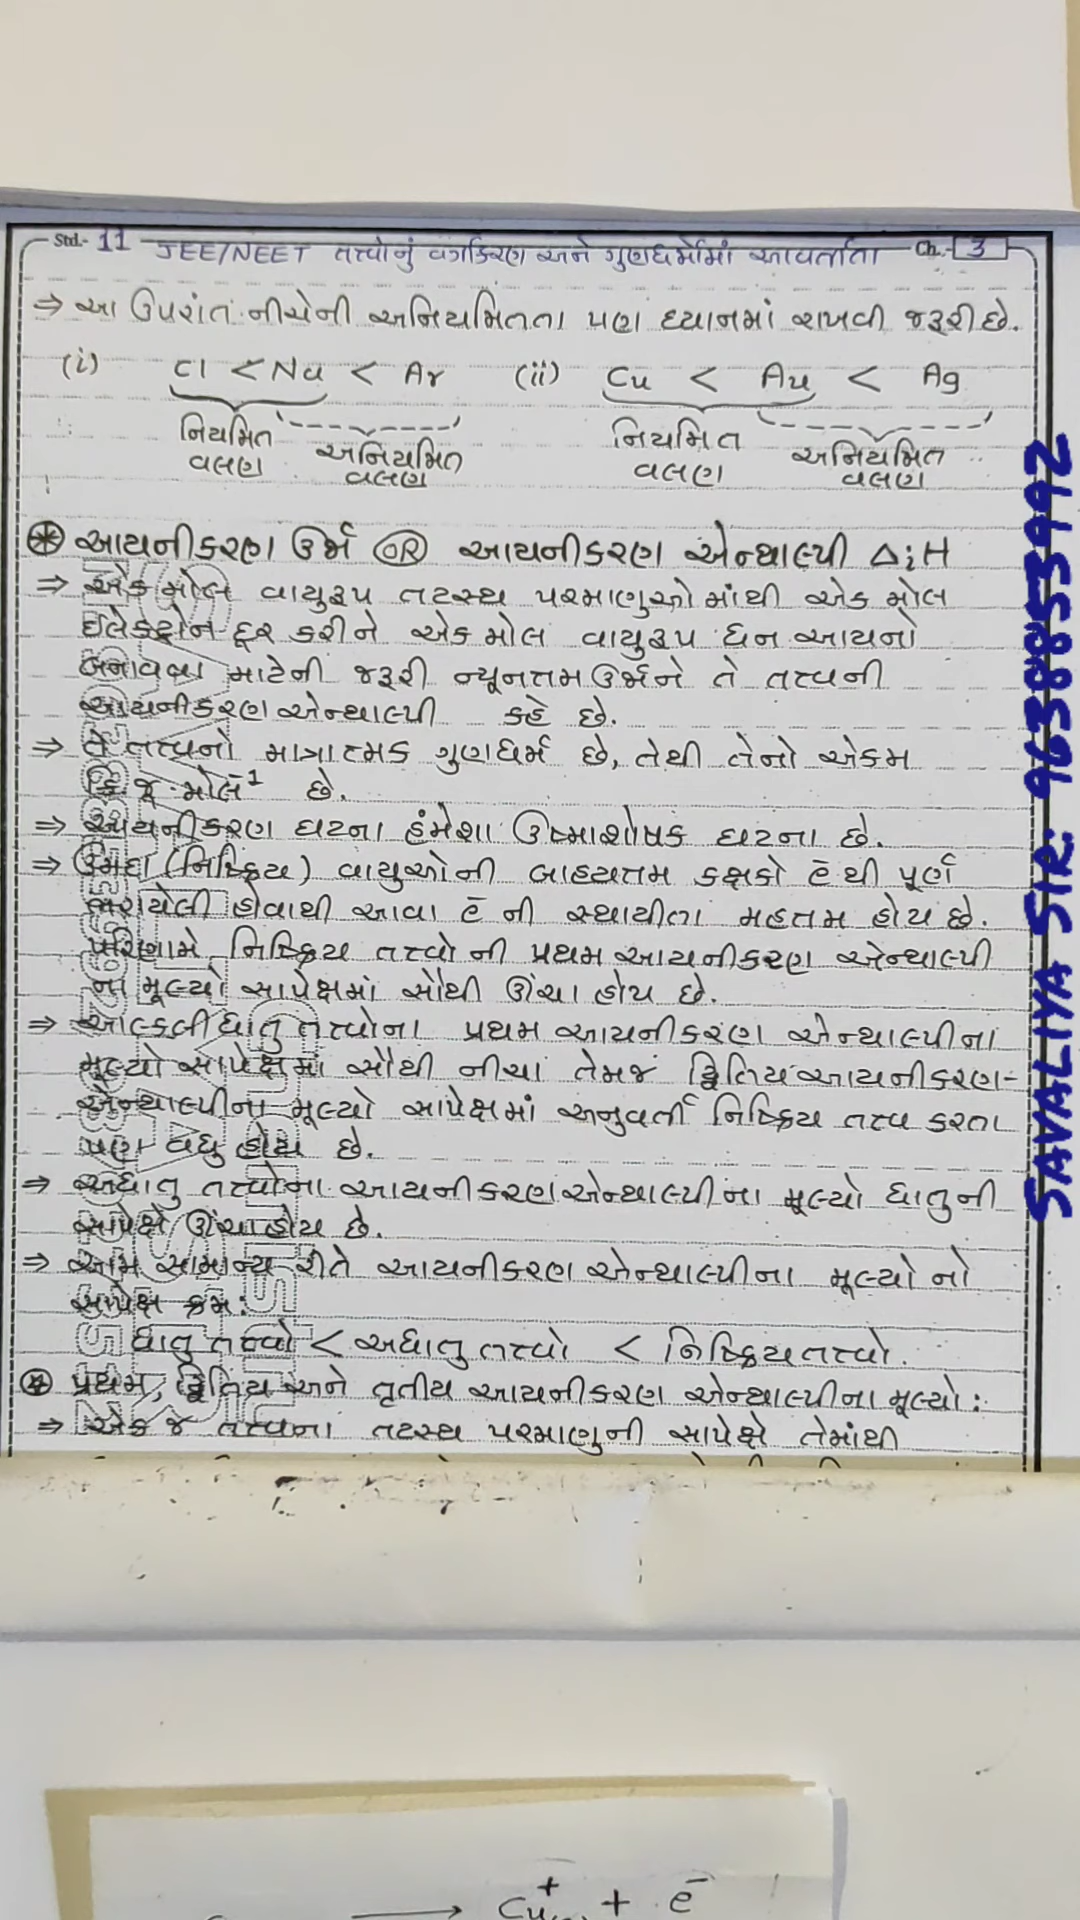 Std.- 11 JEE/NEET તત્ત્વોનું વર્ગીકરણ અને ગુણધર્મોમાં આવર્તીતા Ch.- 3
⇒ આ ઉપરાંત નીચેની અનિયમિતતા પણ ધ્યાનમાં રાખવી જરૂરી છે.
(i) Cl < Na < Ar (ii) Cu < Au < Ag
નિયમિત વલણ અનિયમિત વલણ નિયમિત વલણ અનિયમિત વલણ
આયનીકરણ ઉર્જા OR આયનીકરણ એન્થાલ્પી ΔiH
⇒ એક મોલ વાયુરૂપ તટસ્થ પરમાણુઓમાંથી એક મોલ
ઈલેક્ટ્રોન દૂર કરીને એક મોલ વાયુરૂપ ધન આયનો
બનાવવા માટેની જરૂરી ન્યૂનત્તમ ઉર્જાને તે તત્ત્વની
આયનીકરણ એન્થાલ્પી કહે છે.
⇒ તે તત્ત્વનો માત્રાત્મક ગુણધર્મ છે, તેથી તેનો એકમ
કિ.જૂ.મોલ⁻¹ છે.
⇒ આયનીકરણ ઘટના હંમેશા ઉષ્માશોષક ઘટના છે.
⇒ ઉમદા (નિષ્ક્રિય) વાયુઓની બાહ્યતમ કક્ષકો ē થી પૂર્ણ
ભરાયેલી હોવાથી આવા ē ની સ્થાયીતા મહત્તમ હોય છે.
પરિણામે નિષ્ક્રિય તત્ત્વો ની પ્રથમ આયનીકરણ એન્થાલ્પી
ના મૂલ્યો સાપેક્ષમાં સૌથી ઊંચા હોય છે.
⇒ આલ્કલી ધાતુ તત્ત્વોના પ્રથમ આયનીકરણ એન્થાલ્પીના
મૂલ્યો સાપેક્ષમાં સૌથી નીચા તેમજ દ્વિતિય આયનીકરણ-
એન્થાલ્પીના મૂલ્યો સાપેક્ષમાં અનુવર્તી નિષ્ક્રિય તત્ત્વ કરતા
પણ વધુ હોય છે.
⇒ અધાતુ તત્ત્વોના આયનીકરણ એન્થાલ્પીના મૂલ્યો ધાતુની
સાપેક્ષે ઊંચા હોય છે.
⇒ આમ સામાન્ય રીતે આયનીકરણ એન્થાલ્પીના મૂલ્યો નો
સાપેક્ષ ક્રમ:
ધાતુ તત્ત્વો < અધાતુ તત્ત્વો < નિષ્ક્રિય તત્ત્વો.
પ્રથમ, દ્વિતિય અને તૃતીય આયનીકરણ એન્થાલ્પીના મૂલ્યો:
⇒ એક જ તત્ત્વના તટસ્થ પરમાણુની સાપેક્ષે તેમાંથી
SAVALIYA SIR: 9638853992
⟶ Cu⁺ + e⁻